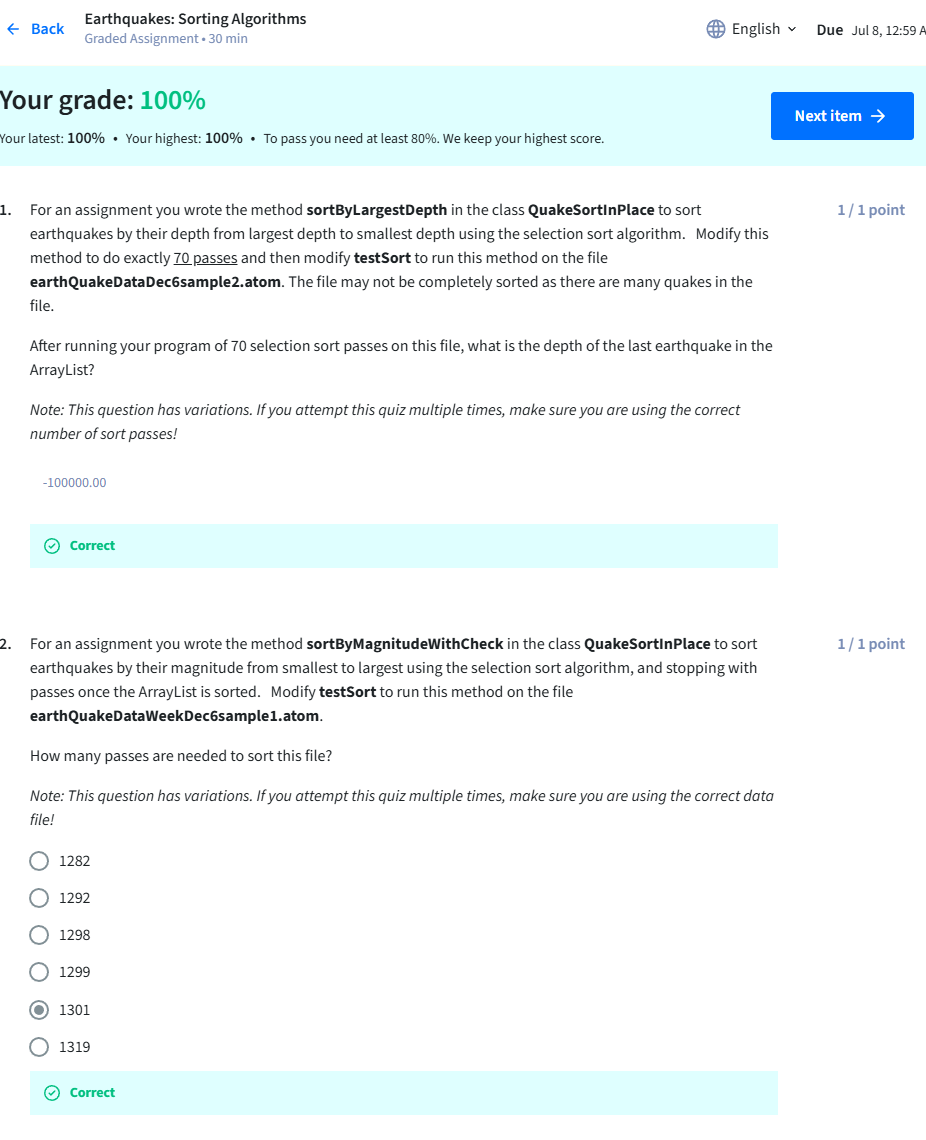 Back
Earthquakes: Sorting Algorithms
Graded Assignment • 30 min
English
Due Jul 8, 12:59 A
Your grade: 100%
Your latest: 100% • Your highest: 100% • To pass you need at least 80%. We keep your highest score.
Next item
1. For an assignment you wrote the method sortByLargestDepth in the class QuakeSortInPlace to sort
1 / 1 point
earthquakes by their depth from largest depth to smallest depth using the selection sort algorithm. Modify this
method to do exactly 70 passes and then modify testSort to run this method on the file
earthQuakeDataDec6sample2.atom. The file may not be completely sorted as there are many quakes in the
file.
After running your program of 70 selection sort passes on this file, what is the depth of the last earthquake in the
ArrayList?
Note: This question has variations. If you attempt this quiz multiple times, make sure you are using the correct
number of sort passes!
-100000.00
Correct
2. For an assignment you wrote the method sortByMagnitudeWithCheck in the class QuakeSortInPlace to sort
1 / 1 point
earthquakes by their magnitude from smallest to largest using the selection sort algorithm, and stopping with
passes once the ArrayList is sorted. Modify testSort to run this method on the file
earthQuakeDataWeekDec6sample1.atom.
How many passes are needed to sort this file?
Note: This question has variations. If you attempt this quiz multiple times, make sure you are using the correct data
file!
1282
1292
1298
1299
1301
1319
Correct